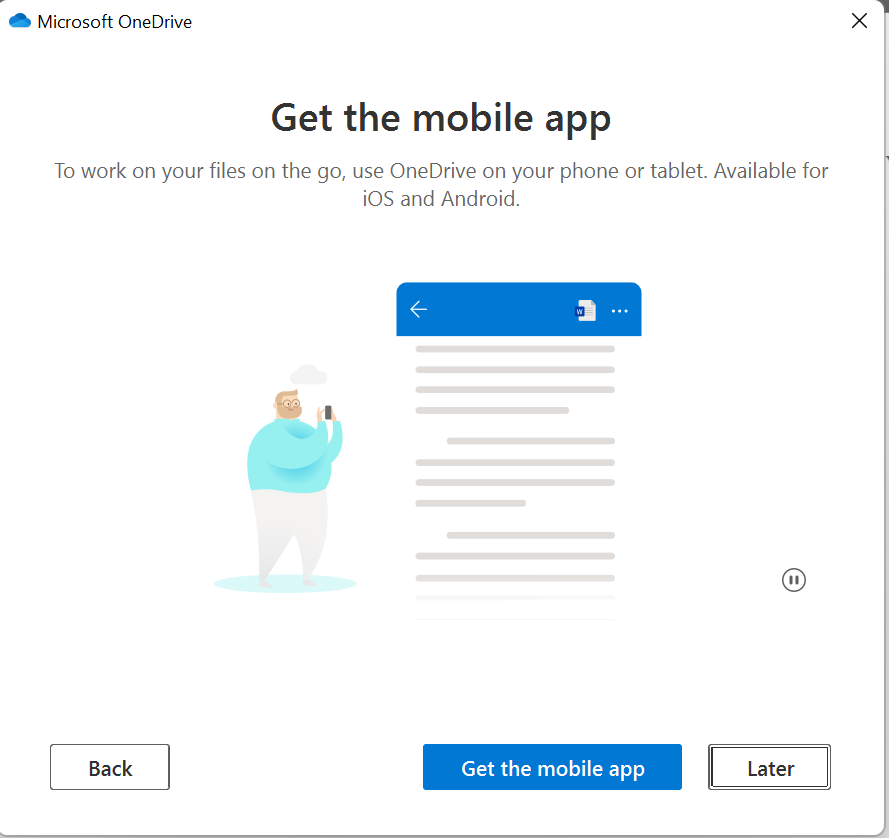 Microsoft OneDrive
Get the mobile app
To work on your files on the go, use OneDrive on your phone or tablet. Available for
iOS and Android.
W
Back
Get the mobile app
Later